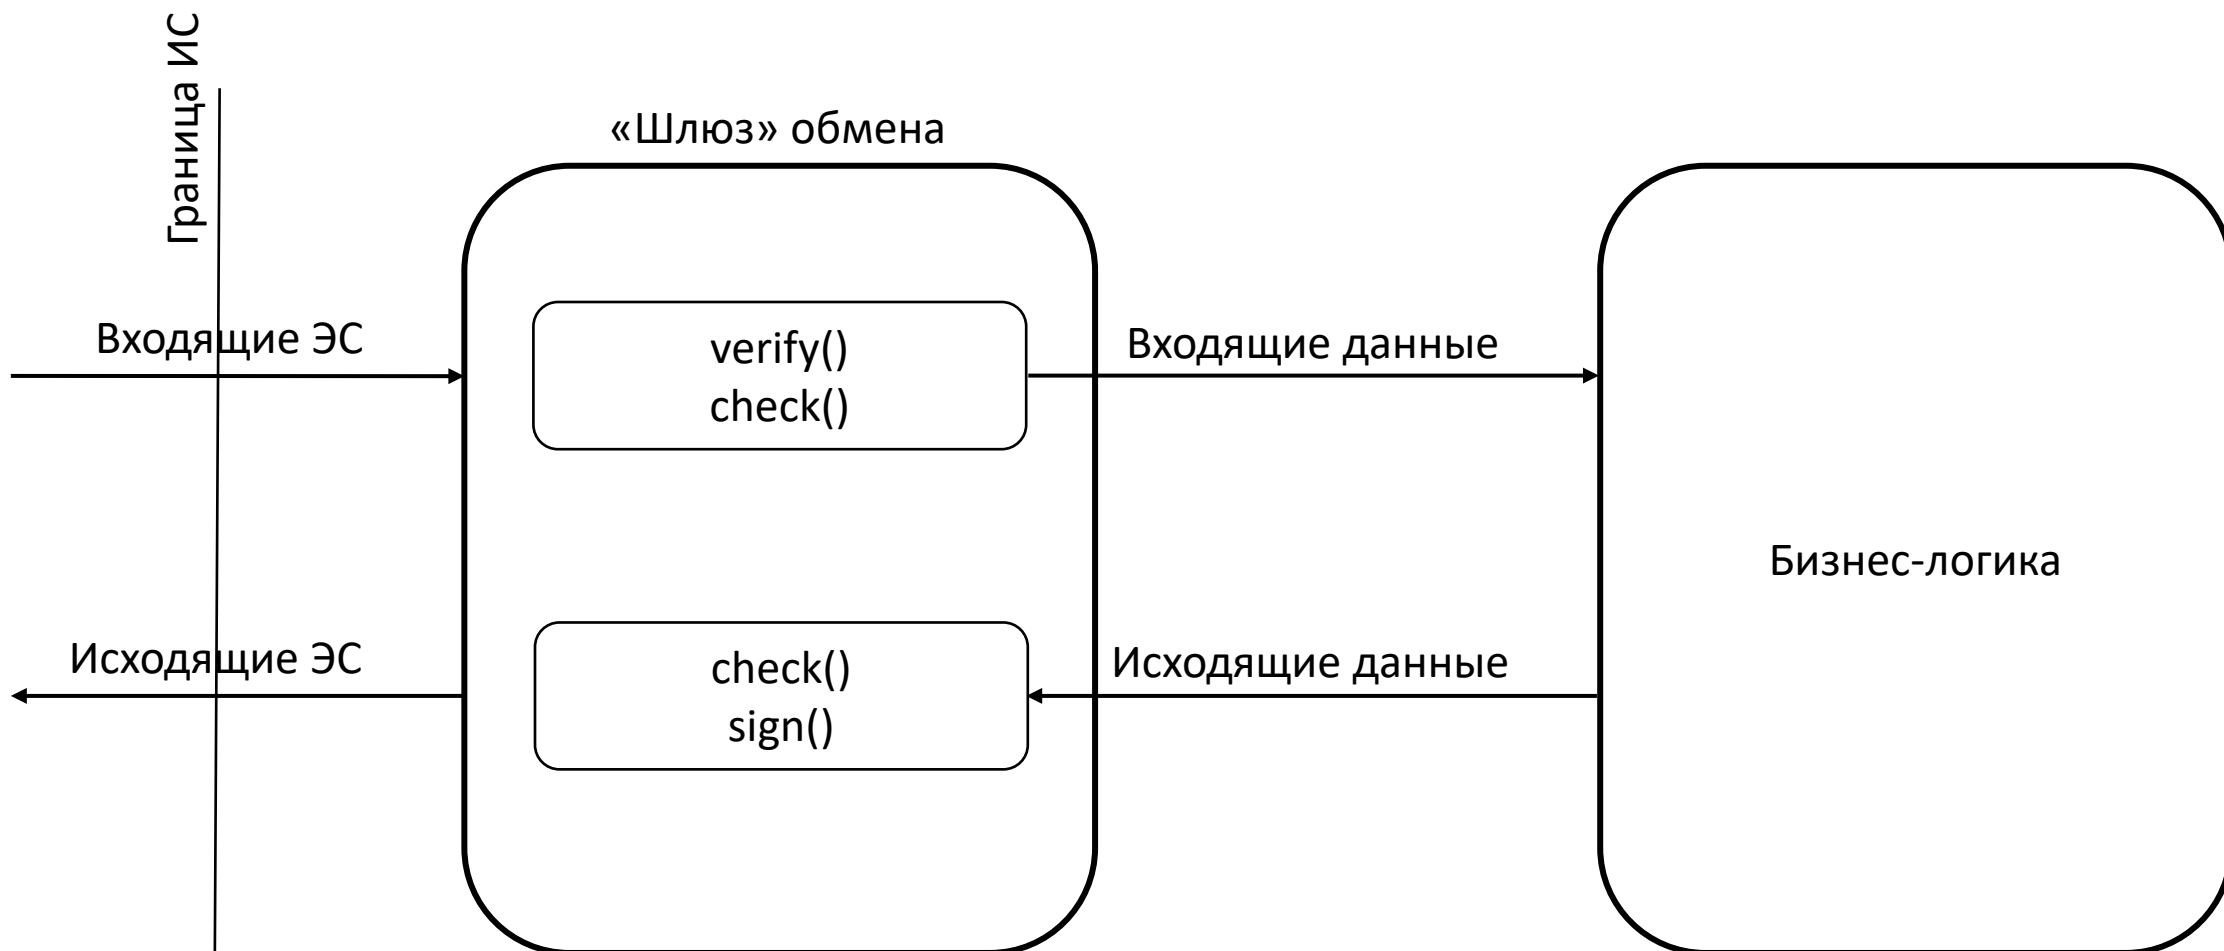 Граница ИС
«Шлюз» обмена
Входящие ЭС
verify()
check()
Входящие данные
Бизнес-логика
Исходящие ЭС
check()
sign()
Исходящие данные